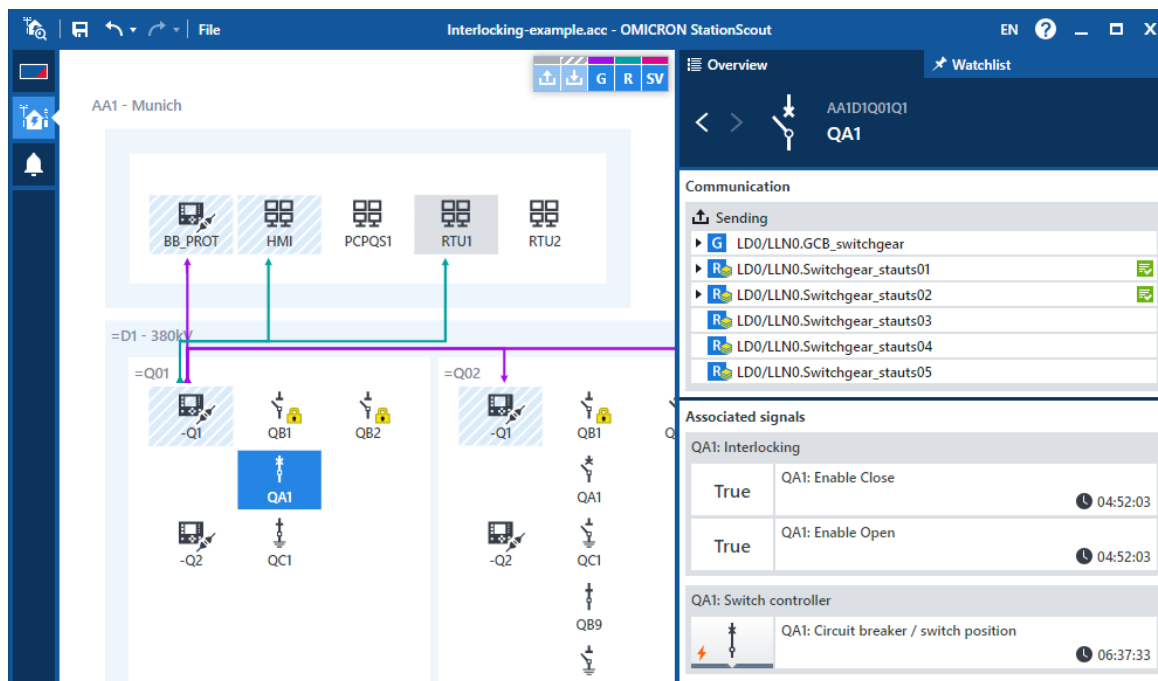 File
Interlocking-example.acc - OMICRON StationScout
EN
?
G R SV
AA1 - Munich
BB_PROT HMI PCPQS1 RTU1 RTU2
=D1 - 380kV
=Q01
-Q1 QB1 QB2
QA1
-Q2 QC1
=Q02
-Q1 QB1 Q
QA1
-Q2 QC1
QB9
Overview
Watchlist
AA1D1Q01Q1
QA1
Communication
Sending
G LD0/LLN0.GCB_switchgear
R LD0/LLN0.Switchgear_stauts01
R LD0/LLN0.Switchgear_stauts02
R LD0/LLN0.Switchgear_stauts03
R LD0/LLN0.Switchgear_stauts04
R LD0/LLN0.Switchgear_stauts05
Associated signals
QA1: Interlocking
True QA1: Enable Close
04:52:03
True QA1: Enable Open
04:52:03
QA1: Switch controller
QA1: Circuit breaker / switch position
06:37:33